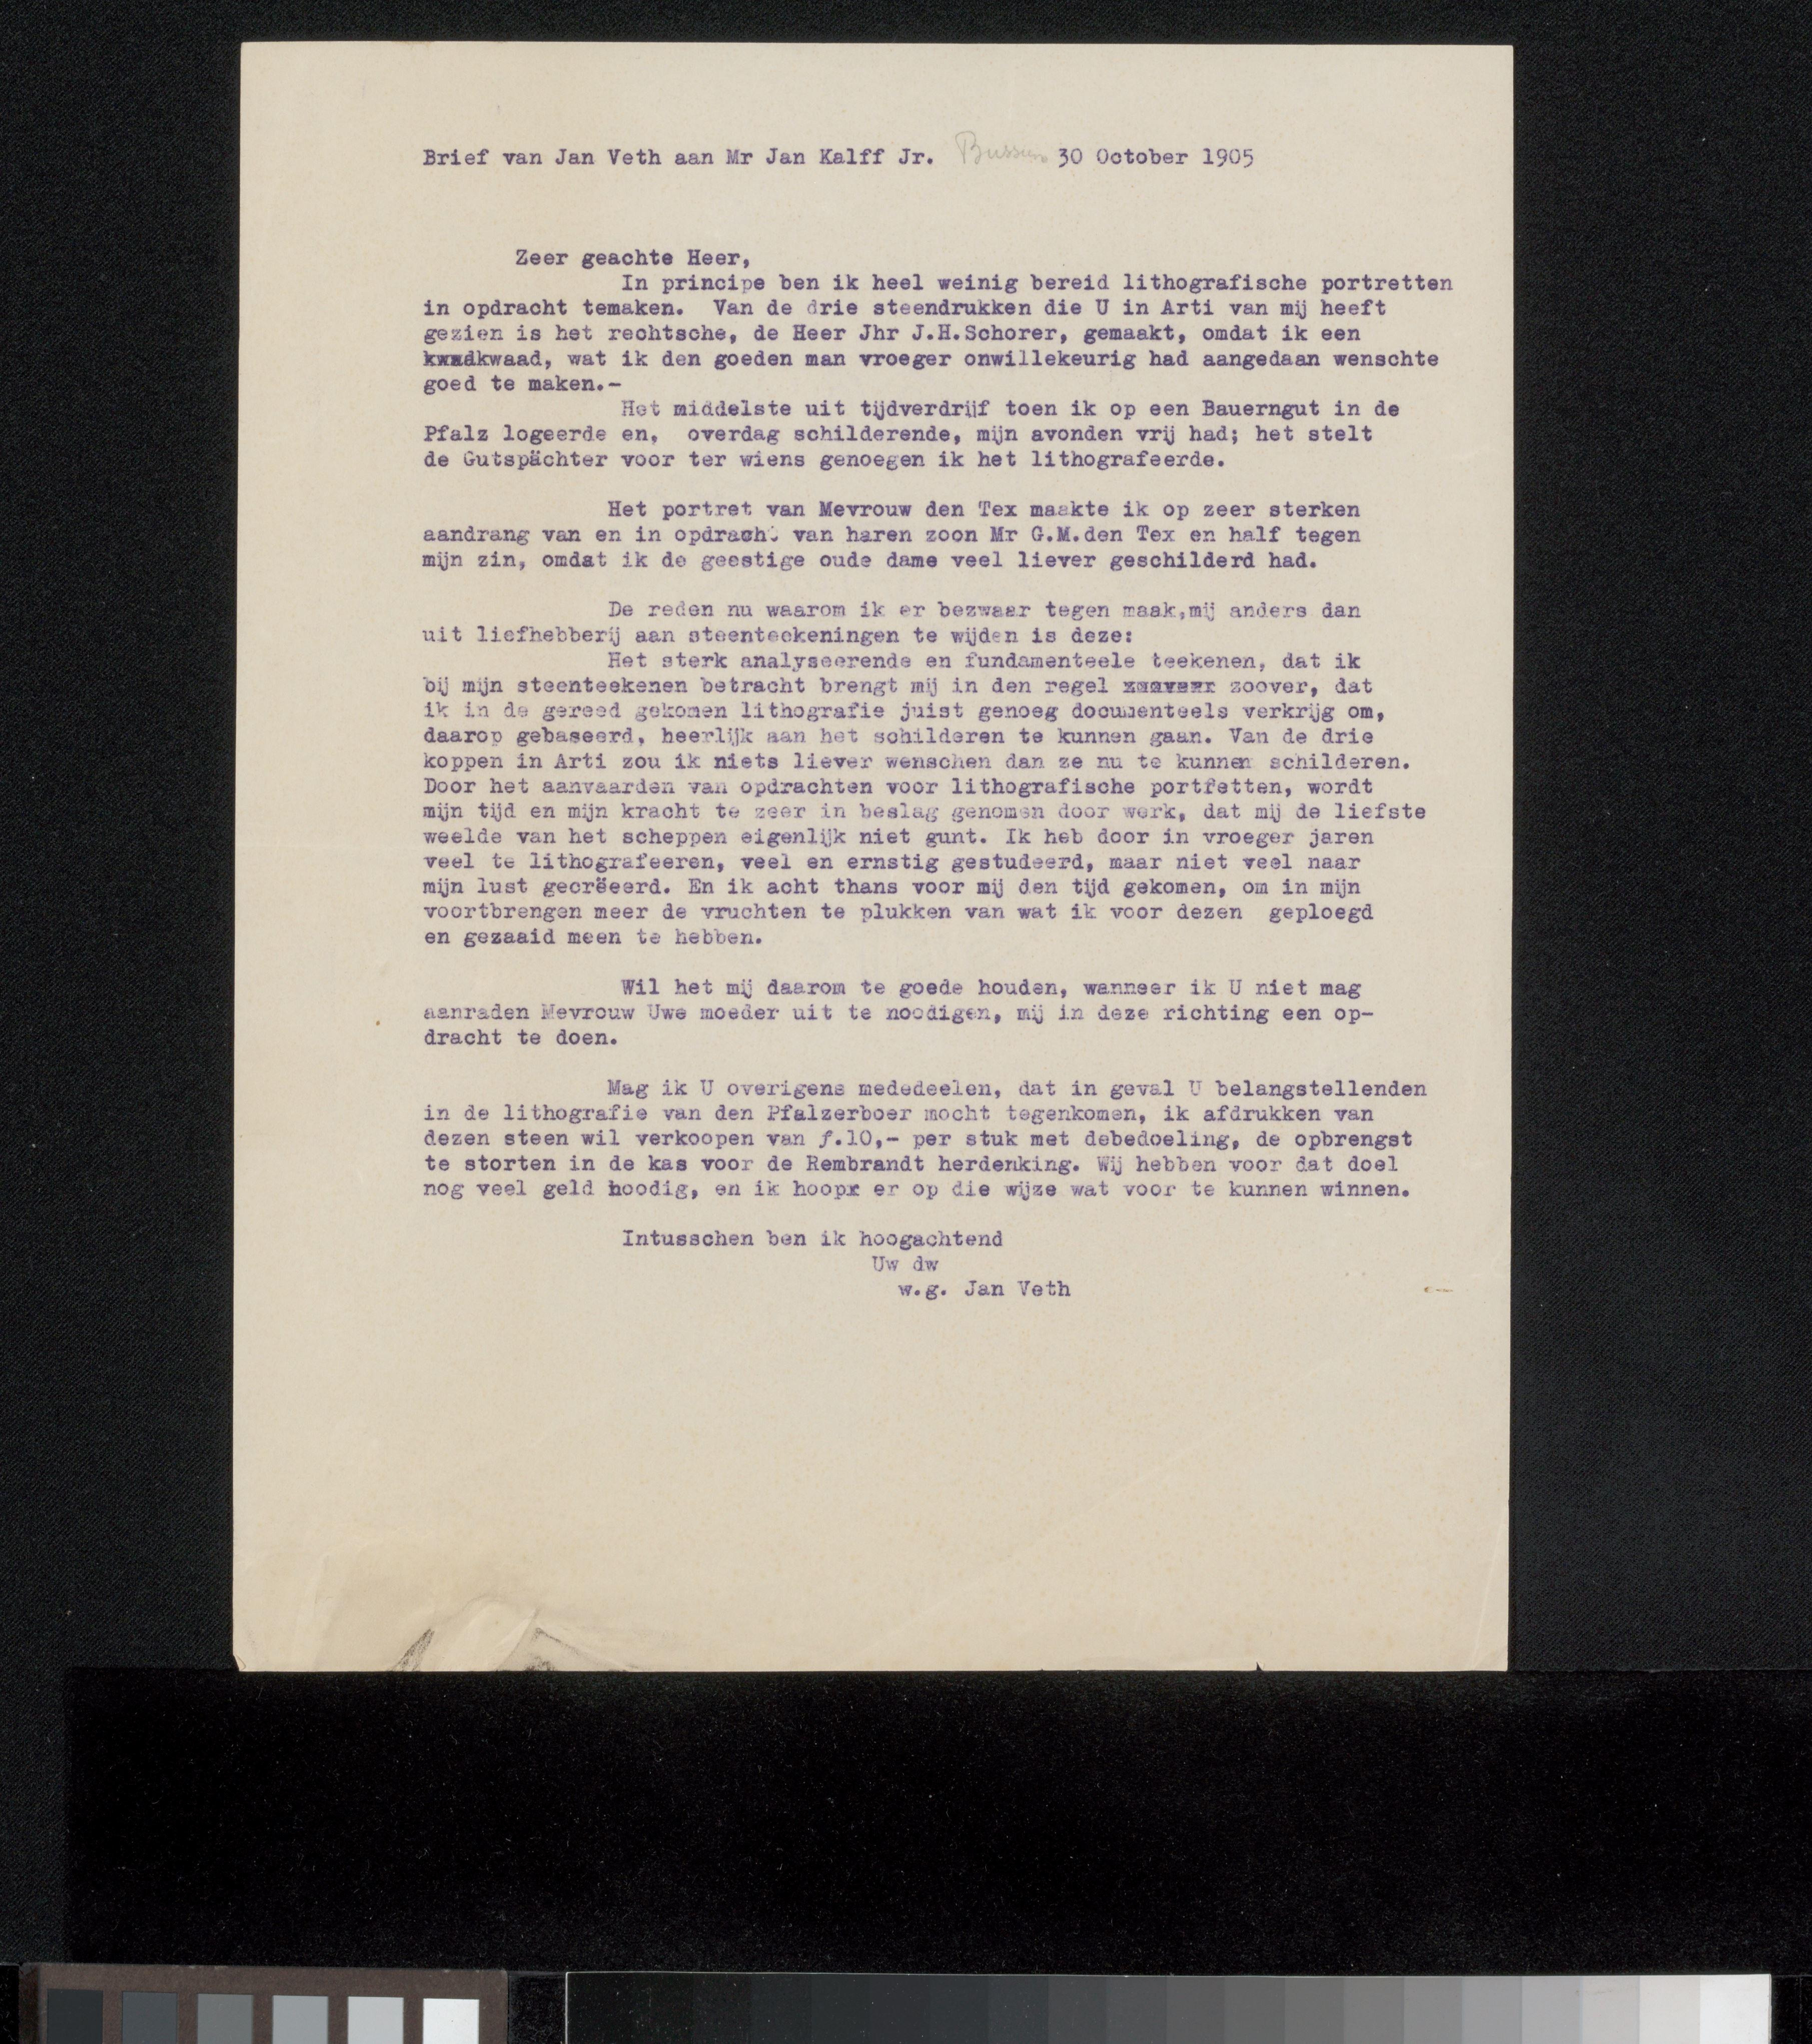 Brief van Jan Veth aan Mr Jan Kalff Jr. Bussum 30 October 1905
Zeer geachte Heer,
In principe ben ik heel weinig bereid lithografische portretten
in opdracht temaken. Van de drie steendrukken die U in Arti van mij heeft
gezien is het rechtsche, de Heer Jhr J.H.Schorer, gemaakt, omdat ik een
kwaad, wat ik den goeden man vroeger onwillekeurig had aangedaan wenschte
goed te maken.-
Het middelste uit tijdverdrijf toen ik op een Bauerngut in de
Pfalz logeerde en, overdag schilderende, mijn avonden vrij had; het stelt
de Gutspächter voor ter wiens genoegen ik het lithografeerde.
Het portret van Mevrouw den Tex maakte ik op zeer sterken
aandrang van en in opdracht van haren zoon Mr G.M.den Tex en half tegen
mijn zin, omdat ik de geestige oude dame veel liever geschilderd had.
De reden nu waarom ik er bezwaar tegen maak,mij anders dan
uit liefhebberij aan steenteekeningen te wijden is deze:
Het sterk analyseerende en fundamenteele teekenen, dat ik
bij mijn steenteekenen betracht brengt mij in den regel zoover, dat
ik in de gereed gekomen lithografie juist genoeg documenteels verkrijg om,
daarop gebaseerd, heerlijk aan het schilderen te kunnen gaan. Van de drie
koppen in Arti zou ik niets liever wenschen dan ze nu te kunnen schilderen.
Door het aanvaarden van opdrachten voor lithografische portretten, wordt
mijn tijd en mijn kracht te zeer in beslag genomen door werk, dat mij de liefste
weelde van het scheppen eigenlijk niet gunt. Ik heb door in vroeger jaren
veel te lithografeeren, veel en ernstig gestudeerd, maar niet veel naar
mijn lust gecrëeerd. En ik acht thans voor mij den tijd gekomen, om in mijn
voortbrengen meer de vruchten te plukken van wat ik voor dezen geploegd
en gezaaid meen te hebben.
Wil het mij daarom te goede houden, wanneer ik U niet mag
aanraden Mevrouw Uwe moeder uit te noodigen, mij in deze richting een op-
dracht te doen.
Mag ik U overigens mededeelen, dat in geval U belangstellenden
in de lithografie van den Pfalzerboer mocht tegenkomen, ik afdrukken van
dezen steen wil verkoopen van ƒ.10,- per stuk met debedoeling, de opbrengst
te storten in de kas voor de Rembrandt herdenking. Wij hebben voor dat doel
nog veel geld noodig, en ik hoop er op die wijze wat voor te kunnen winnen.
Intusschen ben ik hoogachtend
Uw dw
w.g. Jan Veth